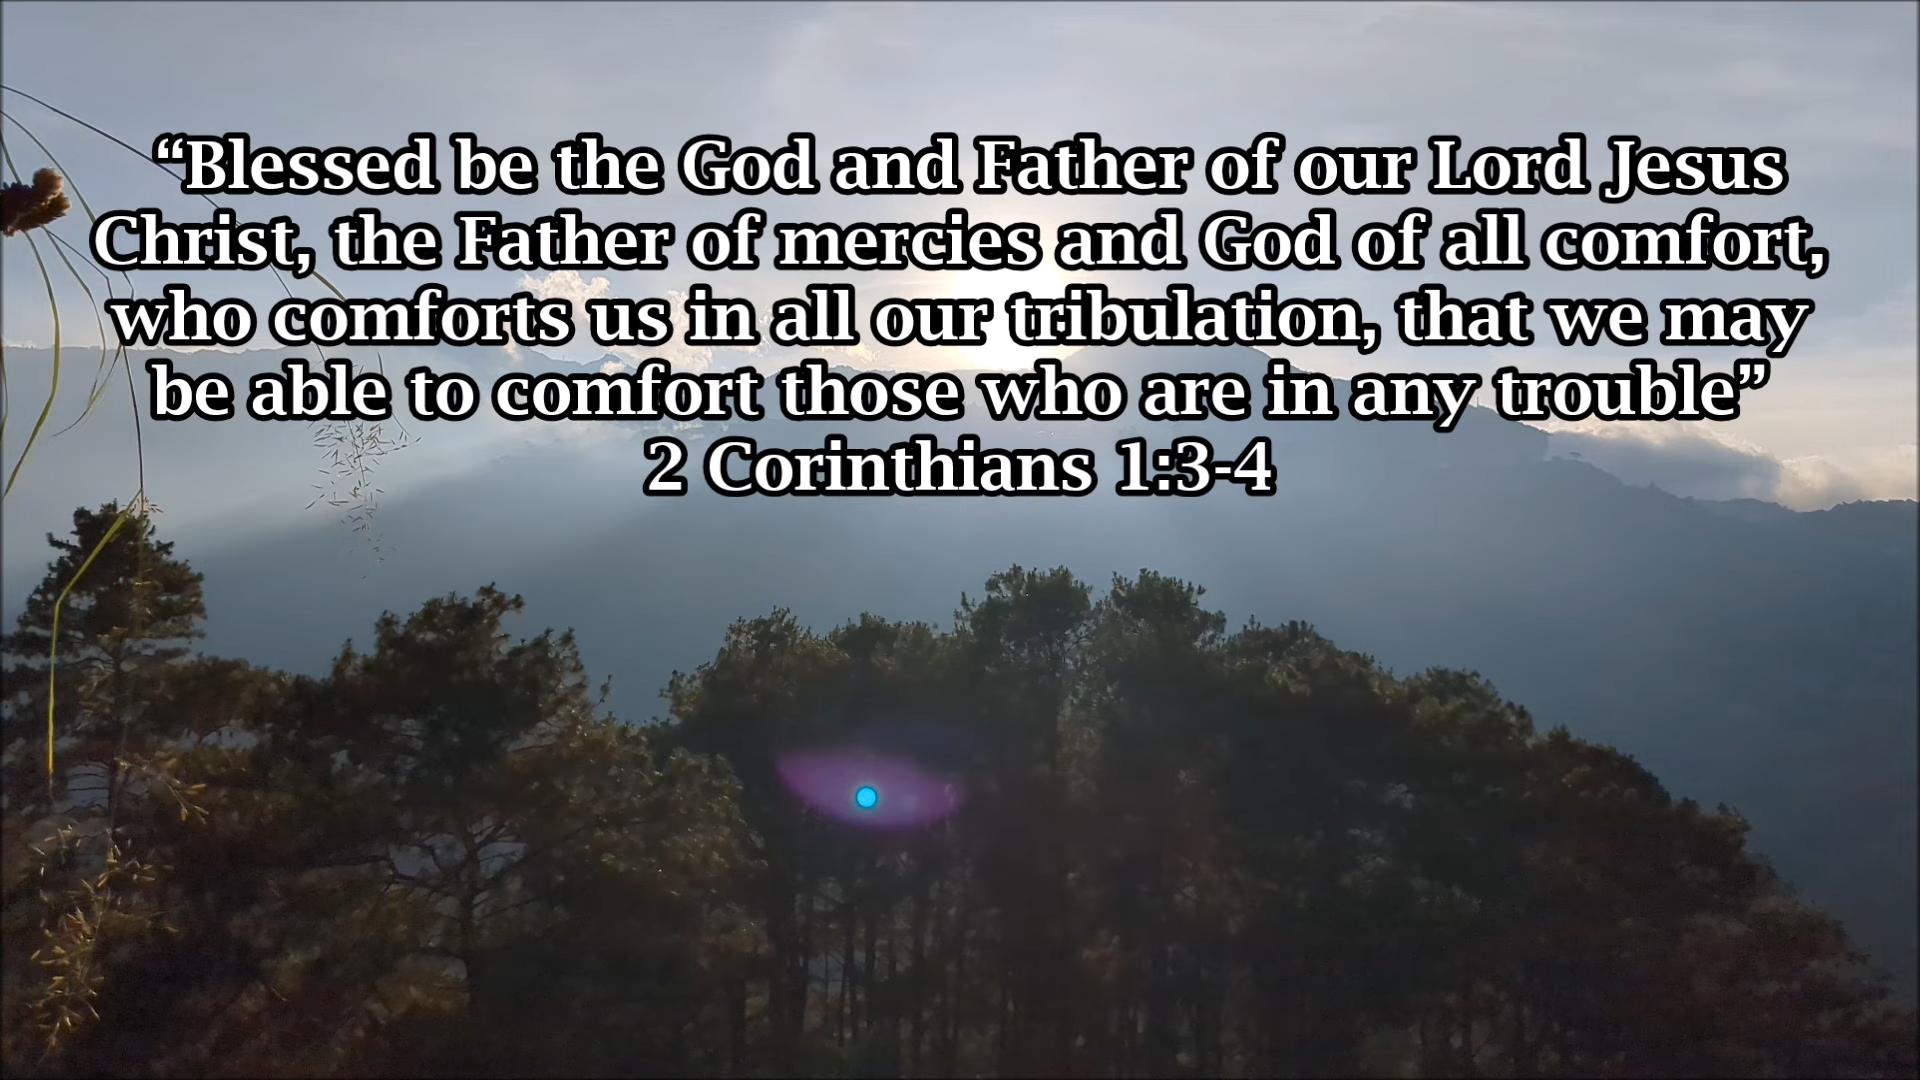 “Blessed be the God and Father of our Lord Jesus
Christ, the Father of mercies and God of all comfort,
who comforts us in all our tribulation, that we may
be able to comfort those who are in any trouble”
2 Corinthians 1:3-4